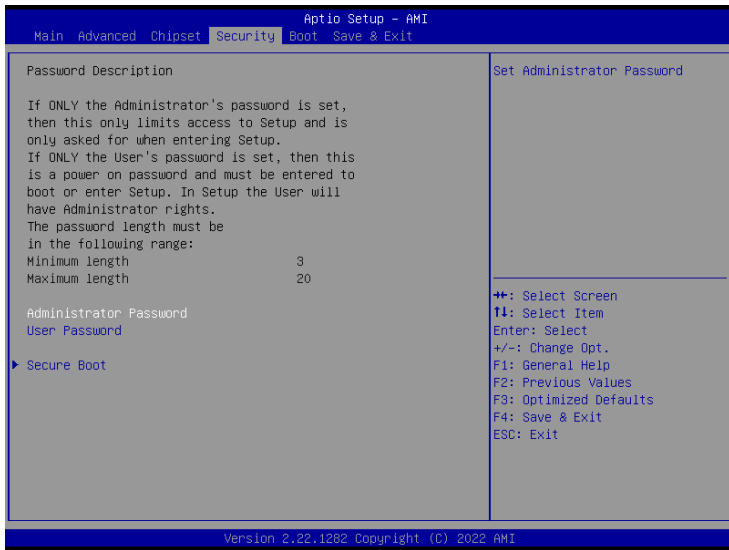 Aptio Setup – AMI
Main Advanced Chipset Security Boot Save & Exit
Password Description
If ONLY the Administrator's password is set,
then this only limits access to Setup and is
only asked for when entering Setup.
If ONLY the User's password is set, then this
is a power on password and must be entered to
boot or enter Setup. In Setup the User will
have Administrator rights.
The password length must be
in the following range:
Minimum length 3
Maximum length 20
Administrator Password
User Password
Secure Boot
Set Administrator Password
→←: Select Screen
↑↓: Select Item
Enter: Select
+/-: Change Opt.
F1: General Help
F2: Previous Values
F3: Optimized Defaults
F4: Save & Exit
ESC: Exit
Version 2.22.1282 Copyright (C) 2022 AMI